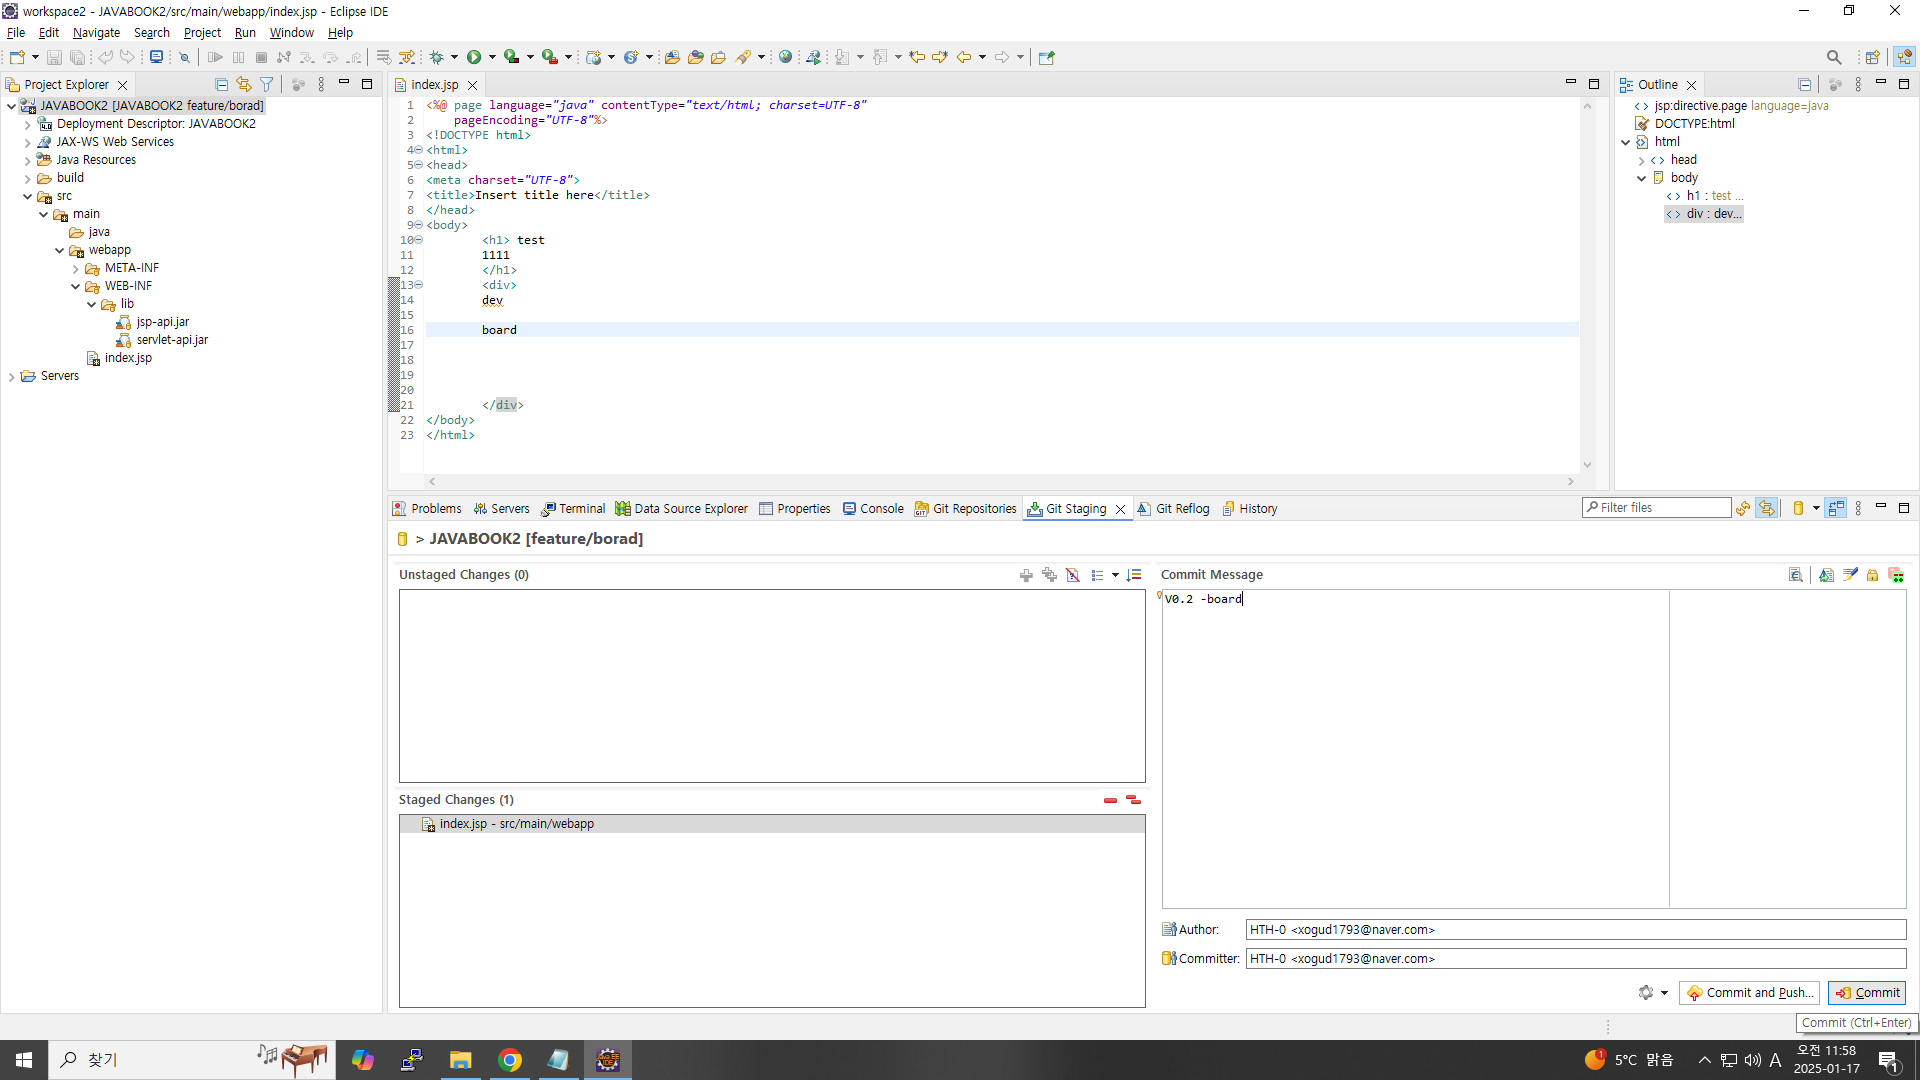 workspace2 - JAVABOOK2/src/main/webapp/index.jsp - Eclipse IDE
File Edit Navigate Search Project Run Window Help
Project Explorer
JAVABOOK2 [JAVABOOK2 feature/borad]
Deployment Descriptor: JAVABOOK2
JAX-WS Web Services
Java Resources
build
src
main
java
webapp
META-INF
WEB-INF
lib
jsp-api.jar
servlet-api.jar
index.jsp
Servers
index.jsp
1 <%@ page language="java" contentType="text/html; charset=UTF-8"
2 pageEncoding="UTF-8"%>
3 <!DOCTYPE html>
4 <html>
5 <head>
6 <meta charset="UTF-8">
7 <title>Insert title here</title>
8 </head>
9 <body>
10 <h1> test
11 1111
12 </h1>
13 <div>
14 dev
15
16 board
17
18
19
20
21 </div>
22 </body>
23 </html>
Outline
jsp:directive.page language=java
DOCTYPE:html
html
head
body
h1 : test ...
div : dev...
Problems Servers Terminal Data Source Explorer Properties Console Git Repositories Git Staging Git Reflog History
Filter files
> JAVABOOK2 [feature/borad]
Unstaged Changes (0)
Staged Changes (1)
index.jsp - src/main/webapp
Commit Message
V0.2 -board
Author: HTH-0 <xogud1793@naver.com>
Committer: HTH-0 <xogud1793@naver.com>
Commit and Push... Commit
Commit (Ctrl+Enter)
찾기
1 5°C 맑음 A 오전 11:58 1
2025-01-17